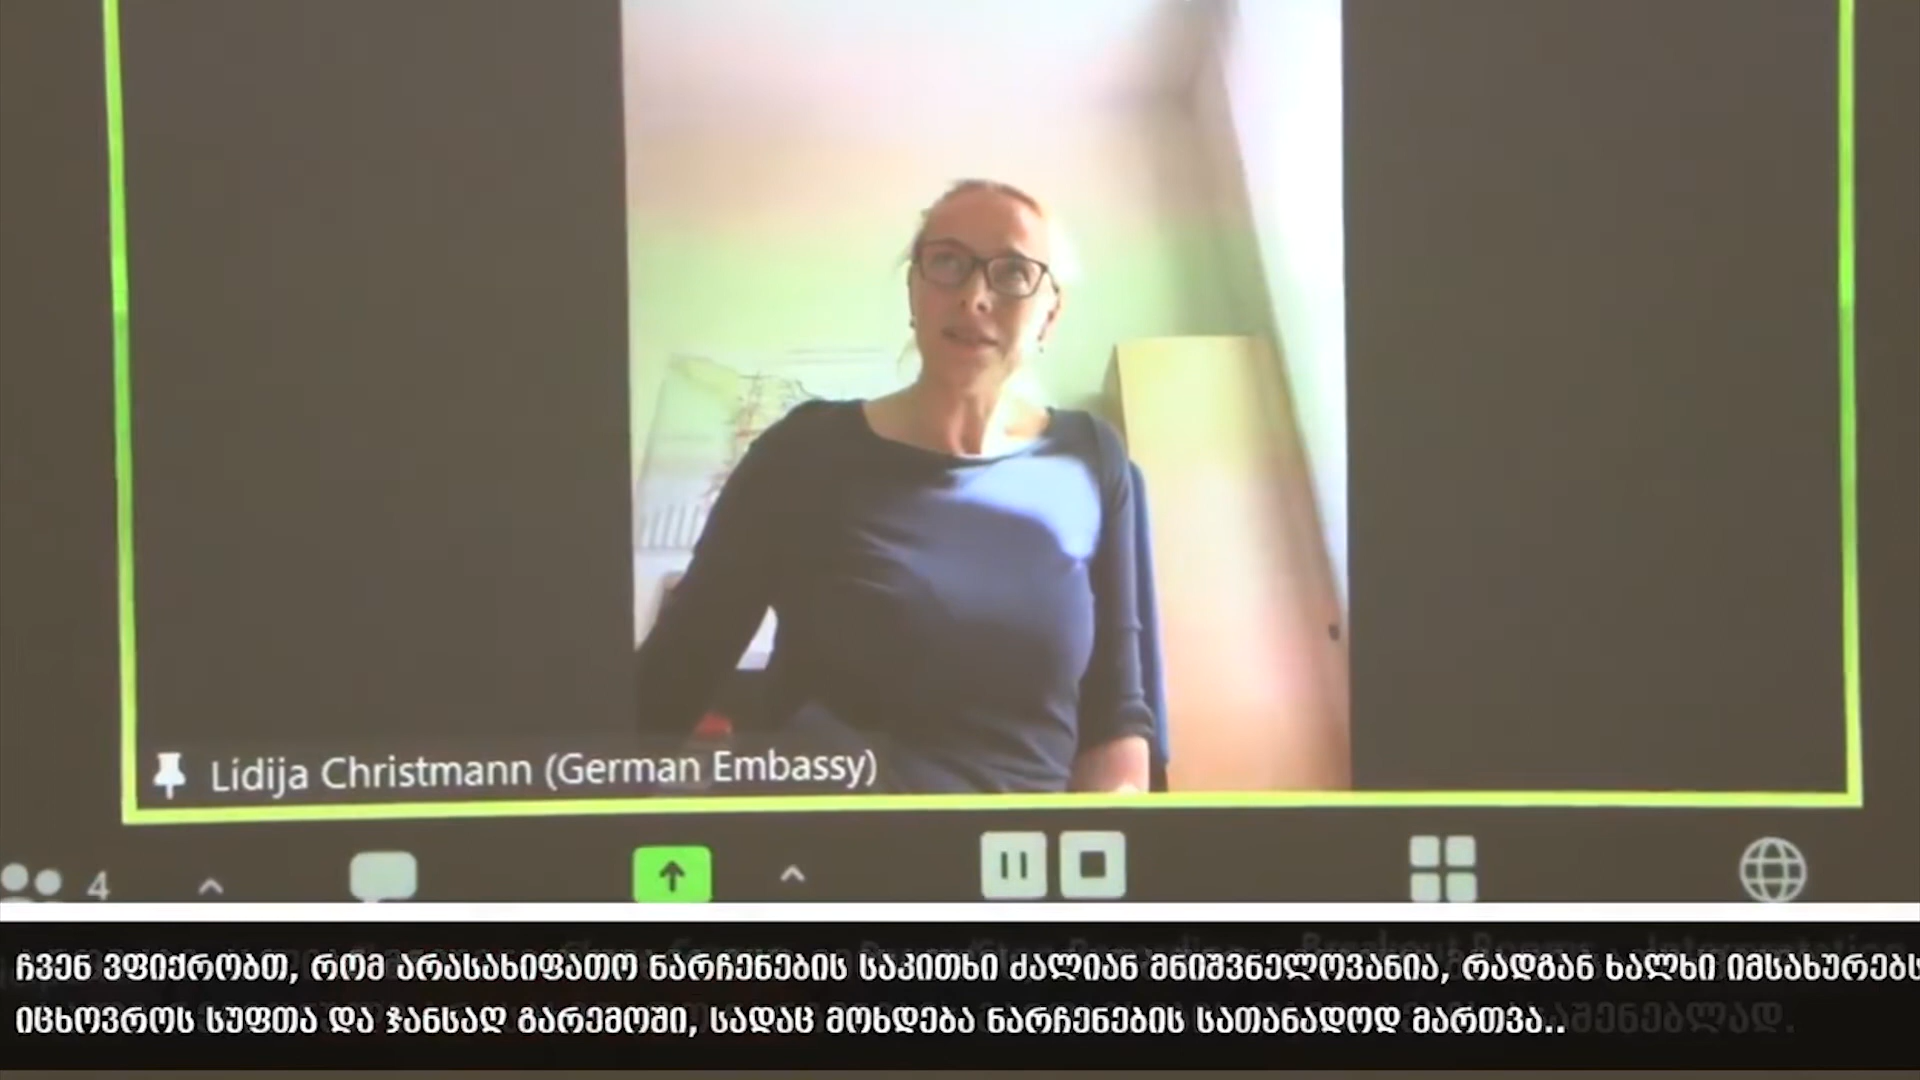 Lidija Christmann (German Embassy)
4
ჩვენ ვფიქრობთ, რომ არასახიფათო ნარჩენების საკითხი ძალიან მნიშვნელოვანია, რადგან ხალხი იმსახურებს
იცხოვროს სუფთა და ჯანსაღ გარემოში, სადაც მოხდება ნარჩენების სათანადოდ მართვა..